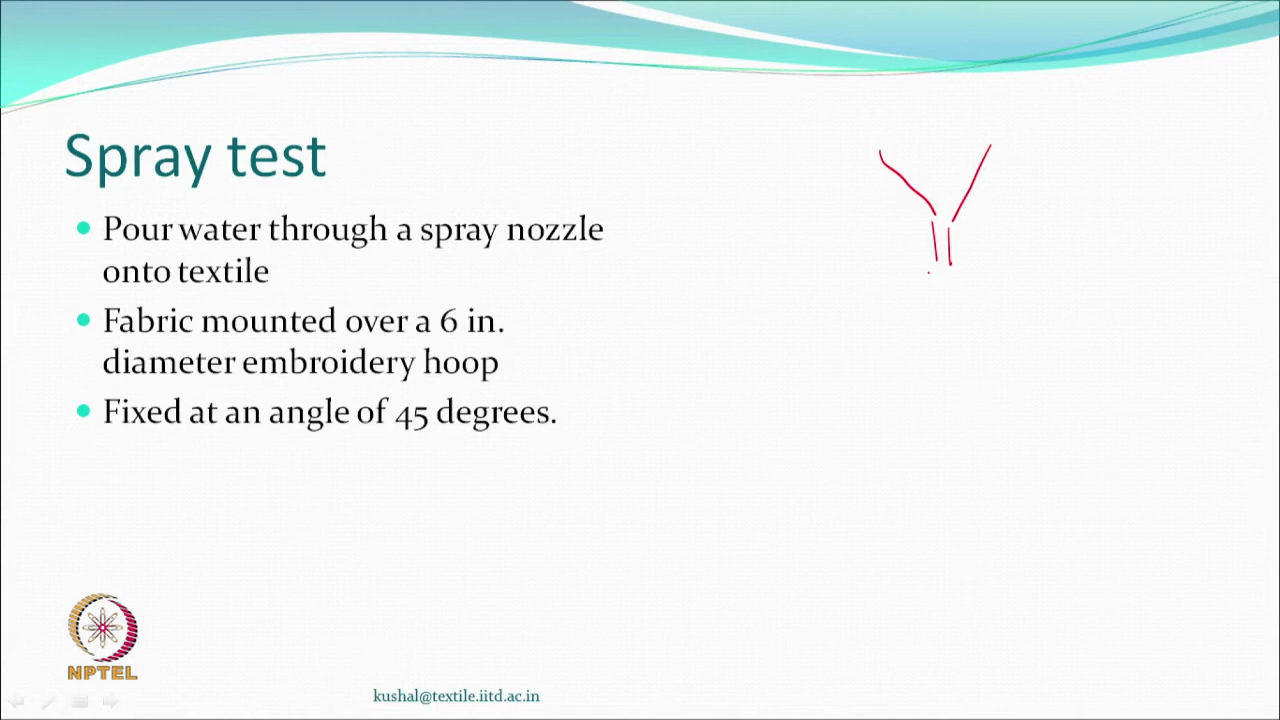 Spray test
Pour water through a spray nozzle
onto textile
Fabric mounted over a 6 in.
diameter embroidery hoop
Fixed at an angle of 45 degrees.
NPTEL
kushal@textile.iitd.ac.in